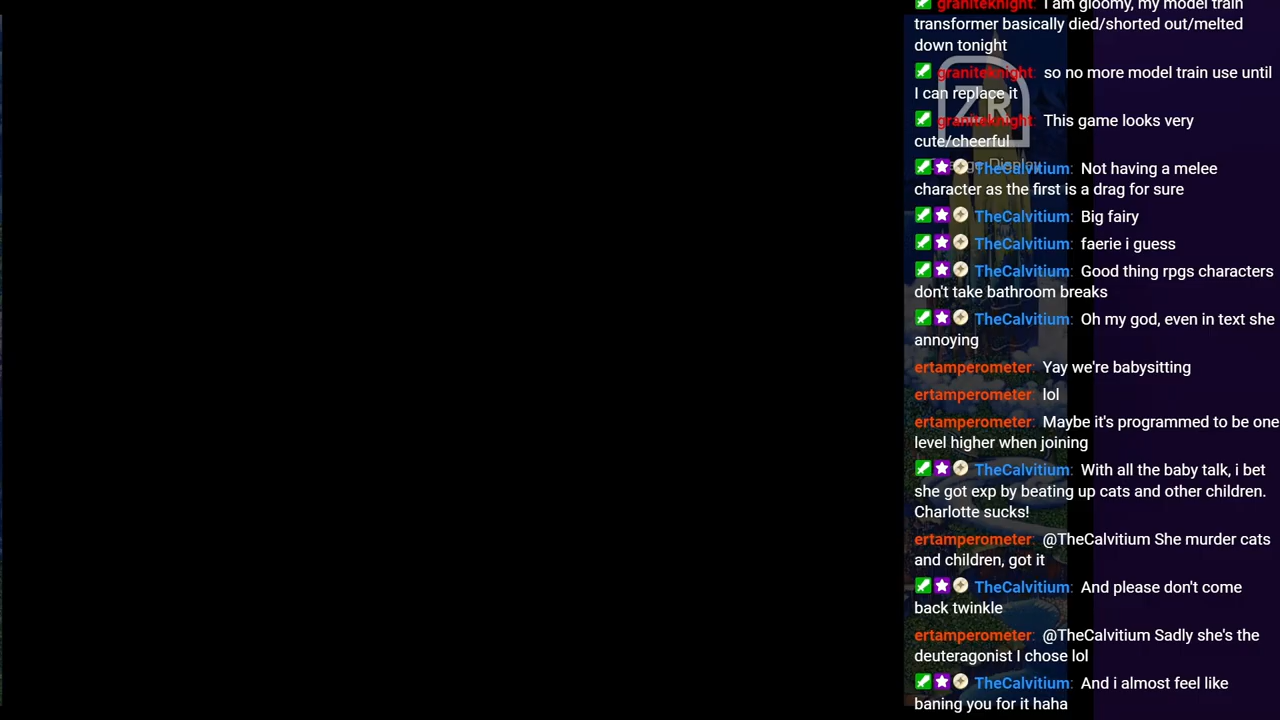 graniteknight: I am gloomy, my model train
transformer basically died/shorted out/melted
down tonight
graniteknight: so no more model train use until
I can replace it
ZR
graniteknight: This game looks very
cute/cheerful
TheCalvitium: Not having a melee
character as the first is a drag for sure
TheCalvitium: Big fairy
TheCalvitium: faerie i guess
TheCalvitium: Good thing rpgs characters
don't take bathroom breaks
TheCalvitium: Oh my god, even in text she
annoying
ertamperometer: Yay we're babysitting
ertamperometer: lol
ertamperometer: Maybe it's programmed to be one
level higher when joining
TheCalvitium: With all the baby talk, i bet
she got exp by beating up cats and other children.
Charlotte sucks!
ertamperometer: @TheCalvitium She murder cats
and children, got it
TheCalvitium: And please don't come
back twinkle
ertamperometer: @TheCalvitium Sadly she's the
deuteragonist I chose lol
TheCalvitium: And i almost feel like
baning you for it haha